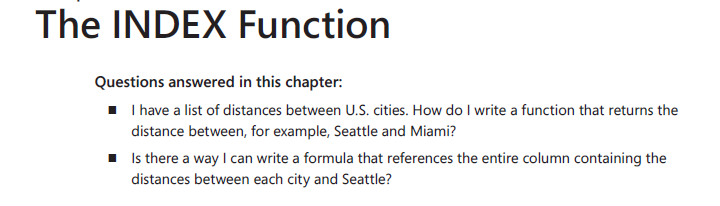 The INDEX Function
Questions answered in this chapter:
■ I have a list of distances between U.S. cities. How do I write a function that returns the
distance between, for example, Seattle and Miami?
■ Is there a way I can write a formula that references the entire column containing the
distances between each city and Seattle?